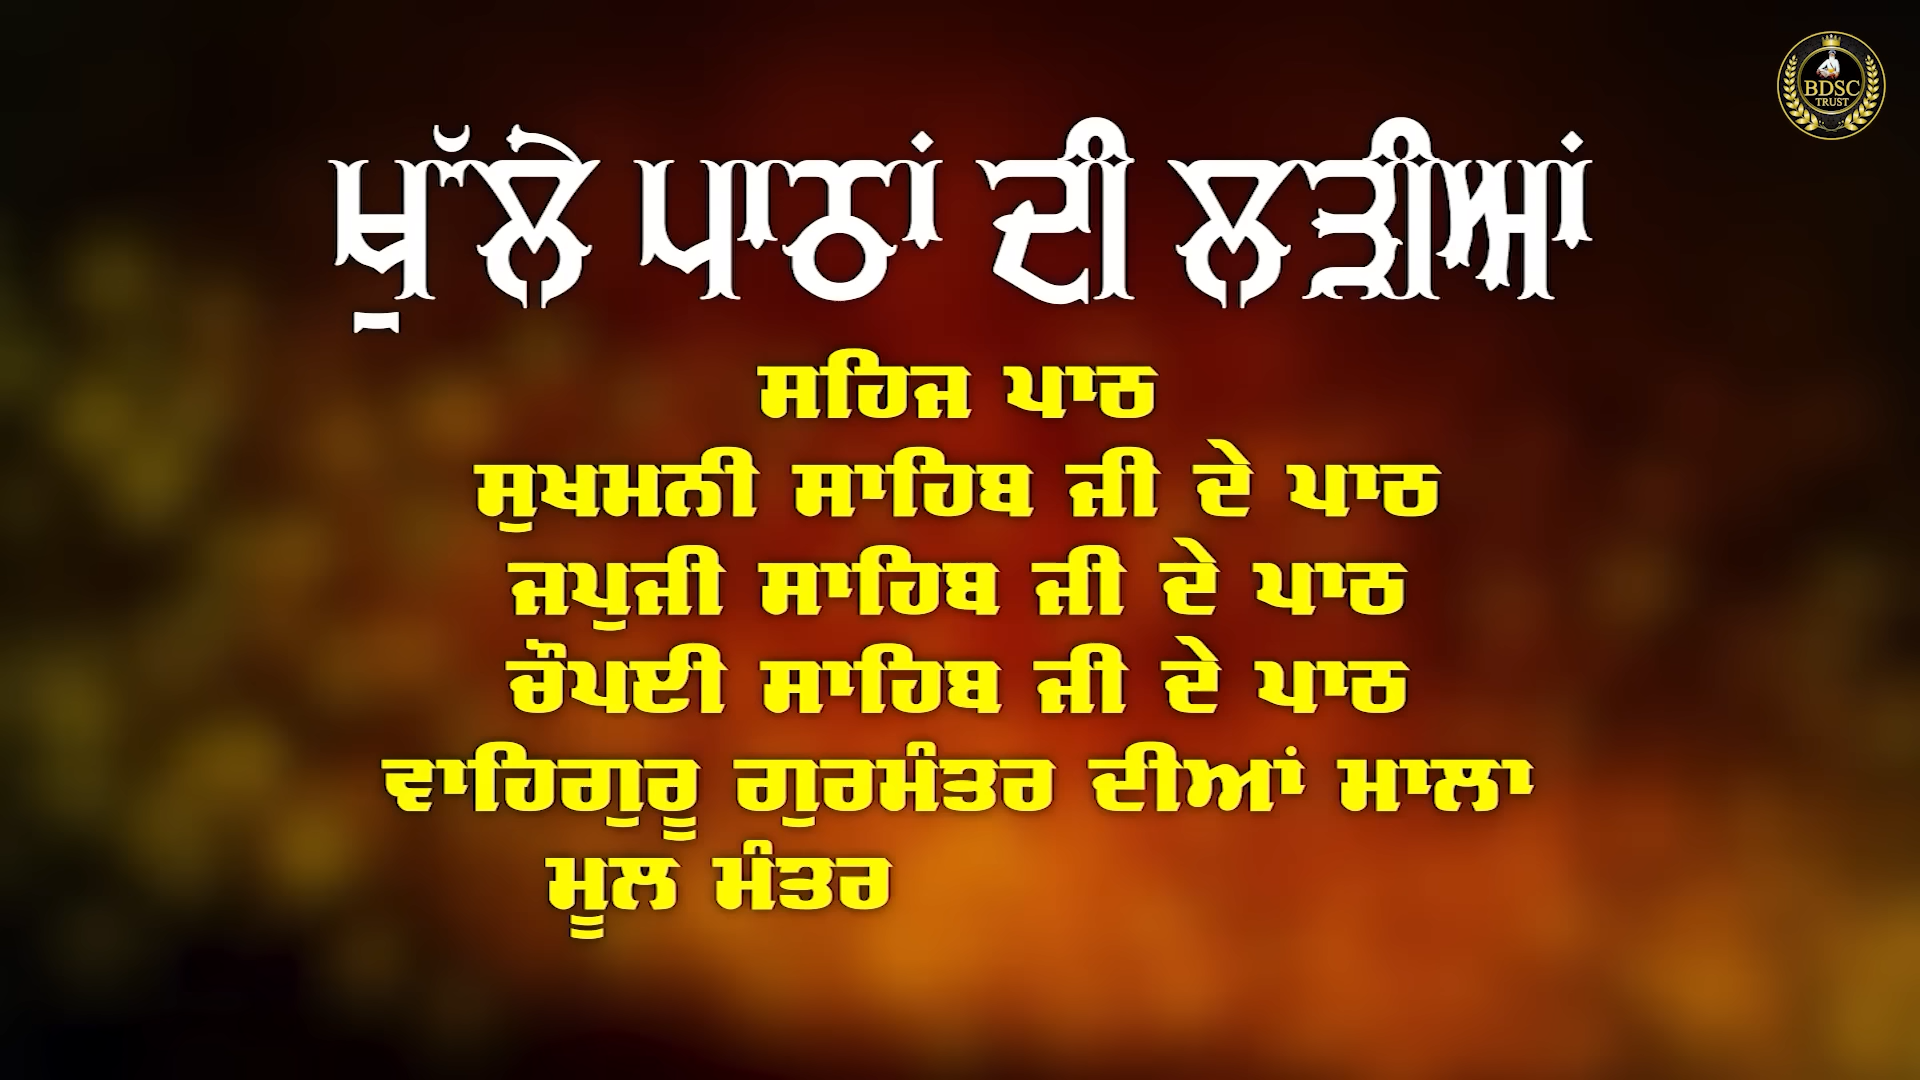 BDSC
TRUST
ਖੁੱਲੇ ਪਾਠਾਂ ਦੀ ਲੜੀਆਂ
ਸਹਿਜ ਪਾਠ
ਸੁਖਮਨੀ ਸਾਹਿਬ ਜੀ ਦੇ ਪਾਠ
ਜਪੁਜੀ ਸਾਹਿਬ ਜੀ ਦੇ ਪਾਠ
ਚੌਪਈ ਸਾਹਿਬ ਜੀ ਦੇ ਪਾਠ
ਵਾਹਿਗੁਰੂ ਗੁਰਮੰਤਰ ਦੀਆਂ ਮਾਲਾ
ਮੂਲ ਮੰਤਰ